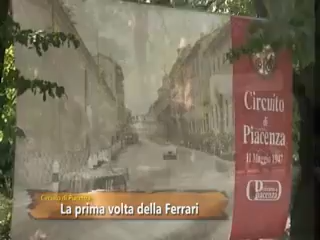 Circuito
di
Piacenza
11 Maggio 1947
Piacenza
Circuito di Piacenza
La prima volta della Ferrari